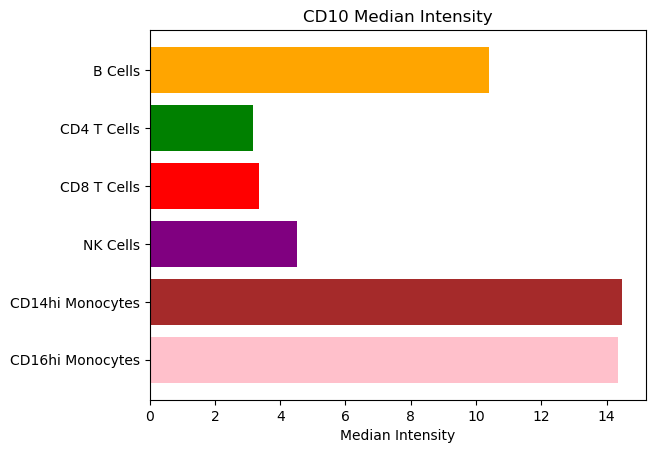 CD10 Median Intensity
B Cells
CD4 T Cells
CD8 T Cells
NK Cells
CD14hi Monocytes
CD16hi Monocytes
0 2 4 6 8 10 12 14
Median Intensity